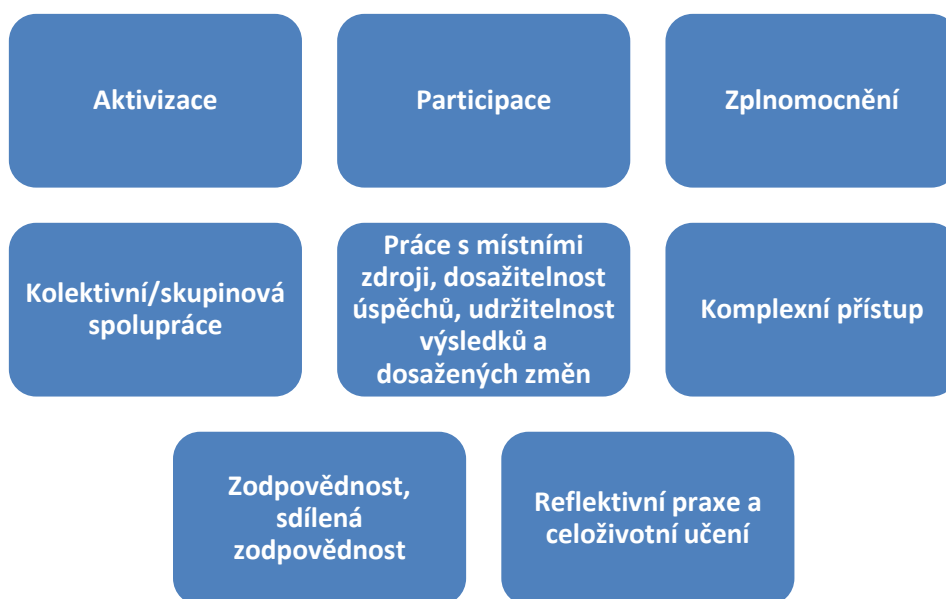 Aktivizace
Participace
Zplnomocnění
Kolektivní/skupinová
spolupráce
Práce s místními
zdroji, dosažitelnost
úspěchů, udržitelnost
výsledků a
dosažených změn
Komplexní přístup
Zodpovědnost,
sdílená
zodpovědnost
Reflektivní praxe a
celoživotní učení